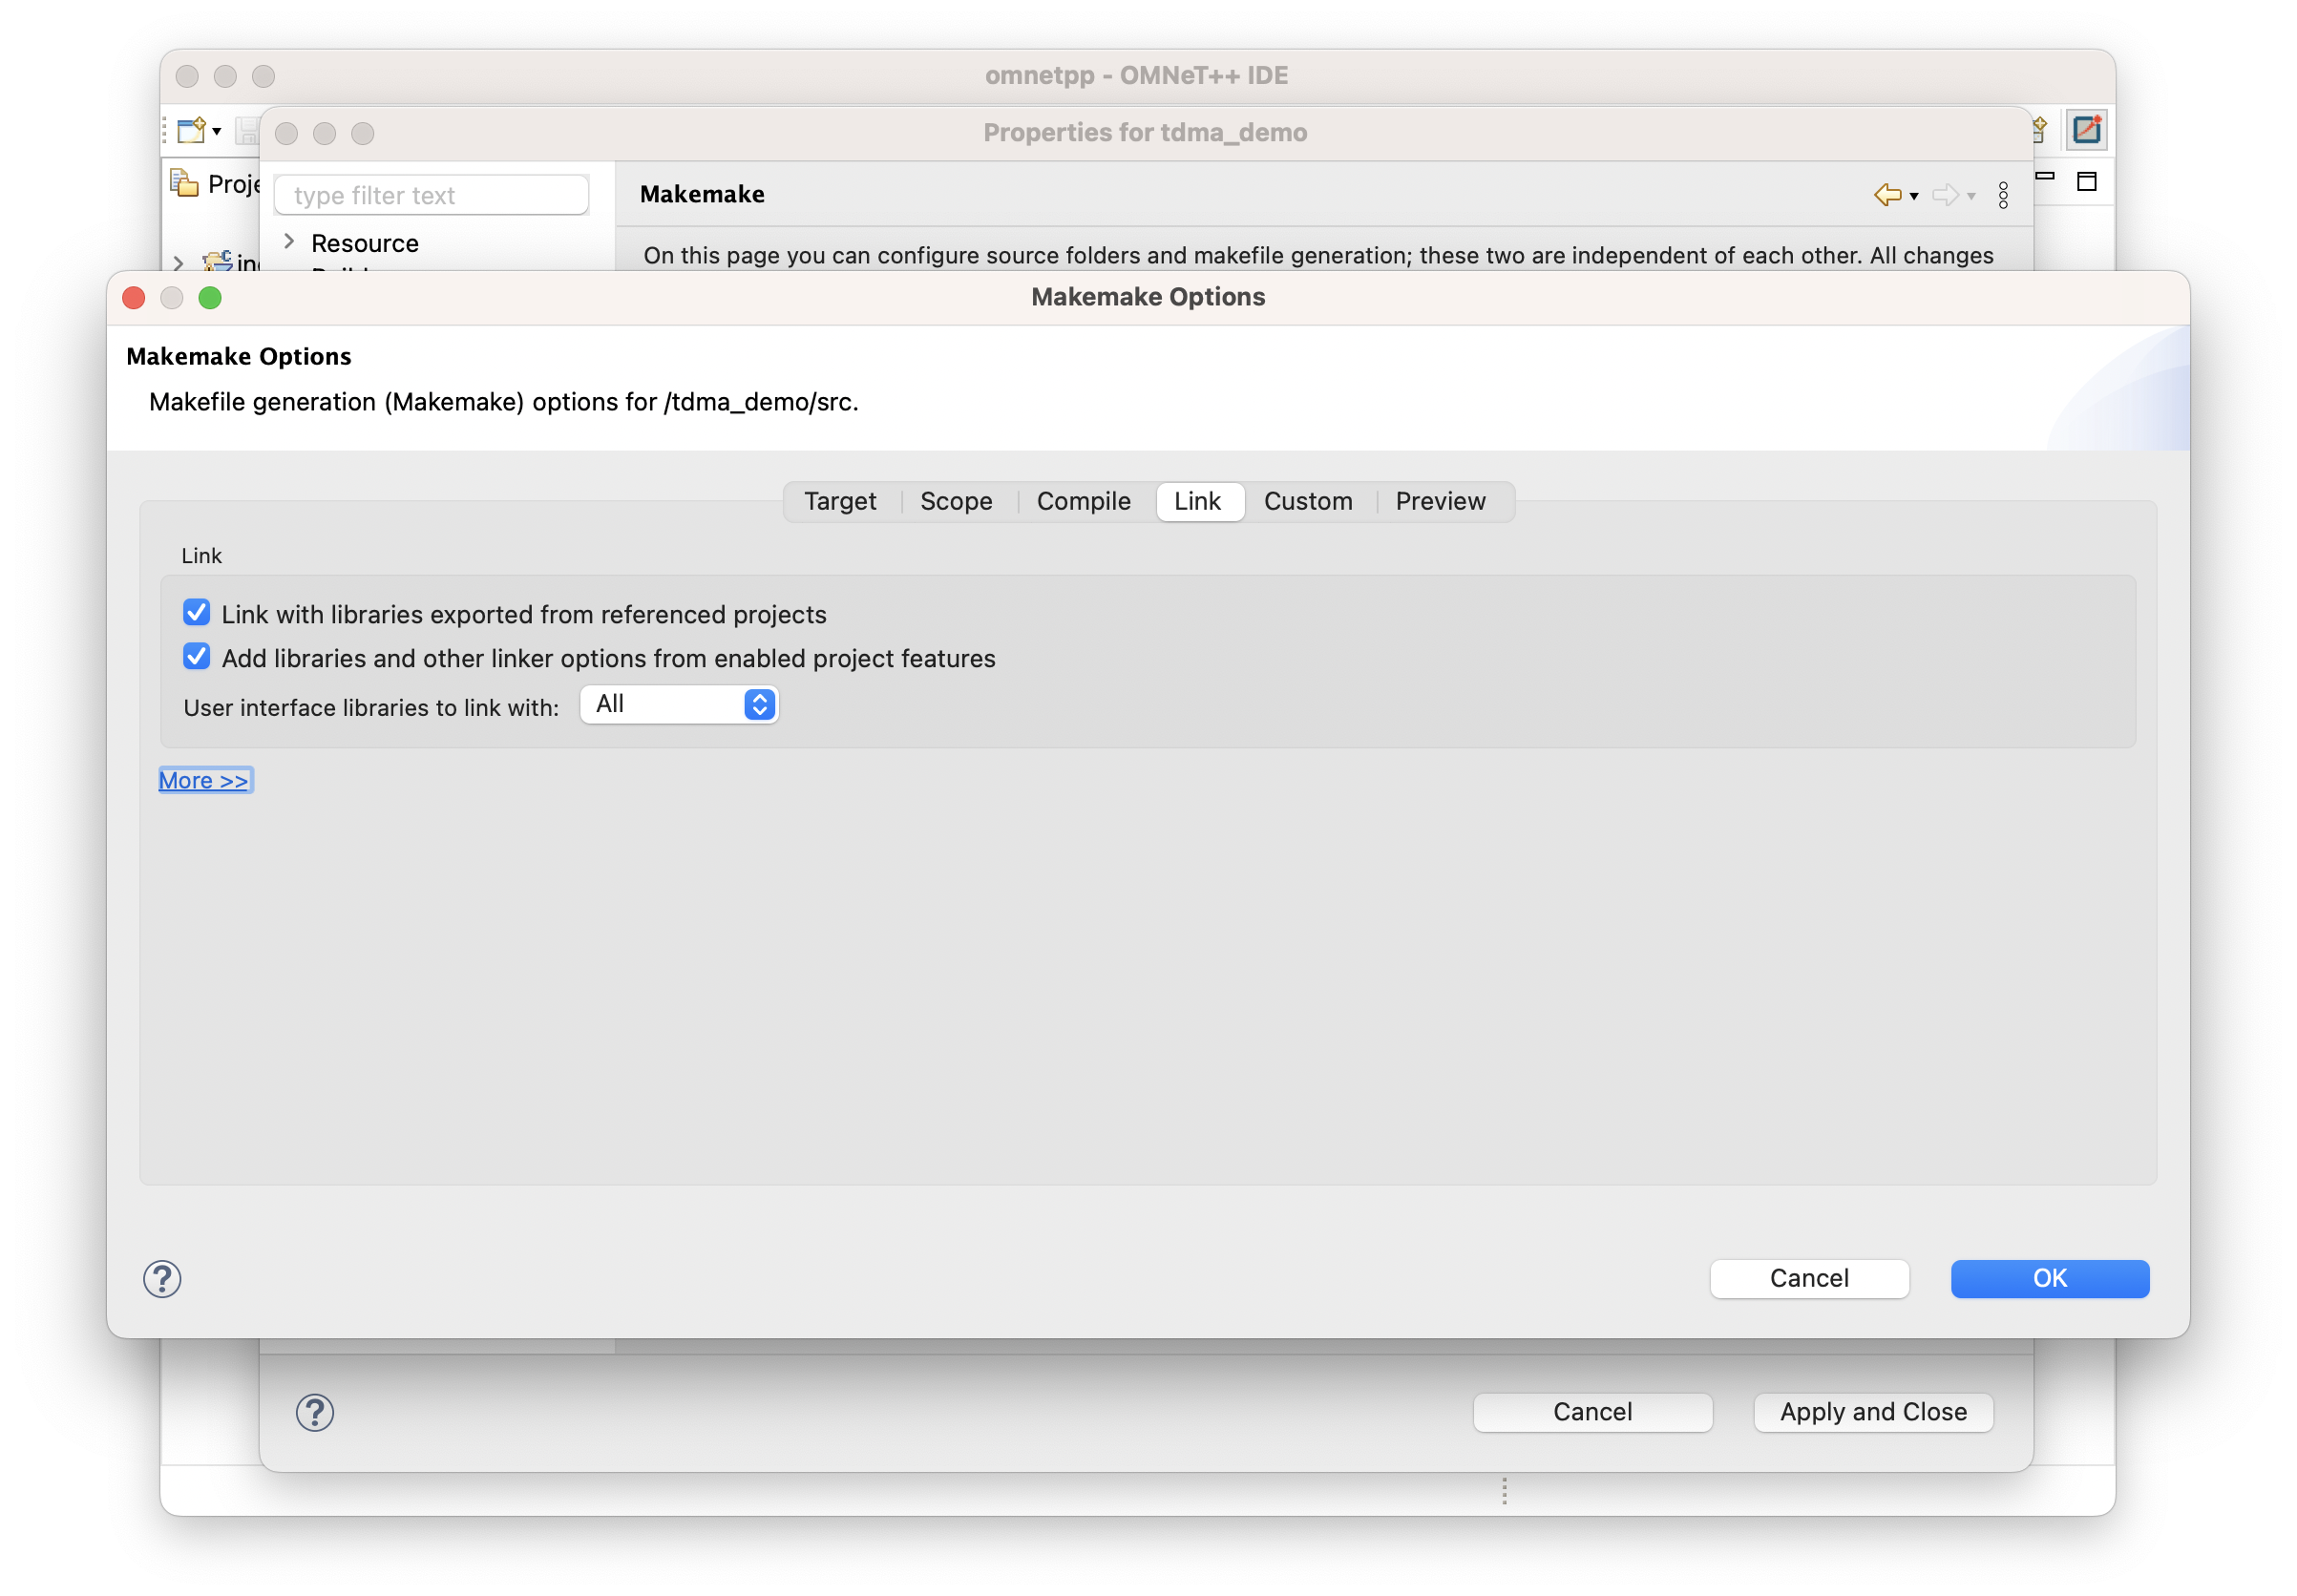 omnetpp - OMNeT++ IDE
Properties for tdma_demo
Proje
type filter text
Makemake
Resource
On this page you can configure source folders and makefile generation; these two are independent of each other. All changes
Makemake Options
Makemake Options
Makefile generation (Makemake) options for /tdma_demo/src.
Target
Scope
Compile
Link
Custom
Preview
Link
Link with libraries exported from referenced projects
Add libraries and other linker options from enabled project features
User interface libraries to link with: All
More >>
?
Cancel
OK
?
Cancel
Apply and Close